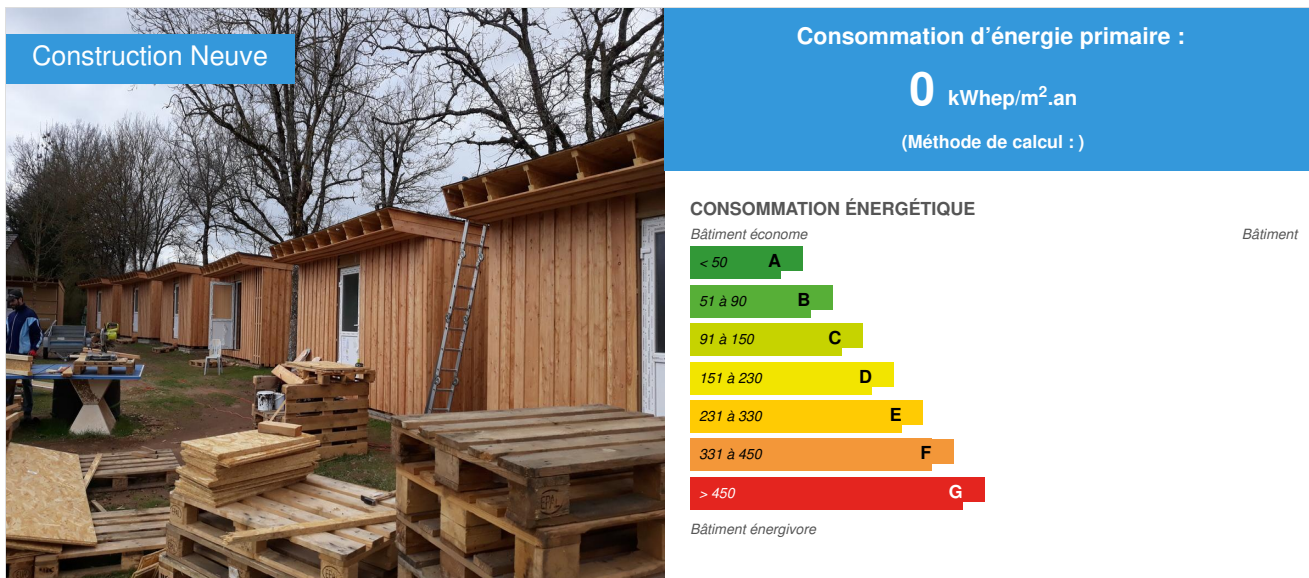 Construction Neuve
Consommation d'énergie primaire :
0 kWhep/m².an
(Méthode de calcul : )
CONSOMMATION ÉNERGÉTIQUE
Bâtiment économe
Bâtiment
< 50 A
51 à 90 B
91 à 150 C
151 à 230 D
231 à 330 E
331 à 450 F
> 450 G
Bâtiment énergivore